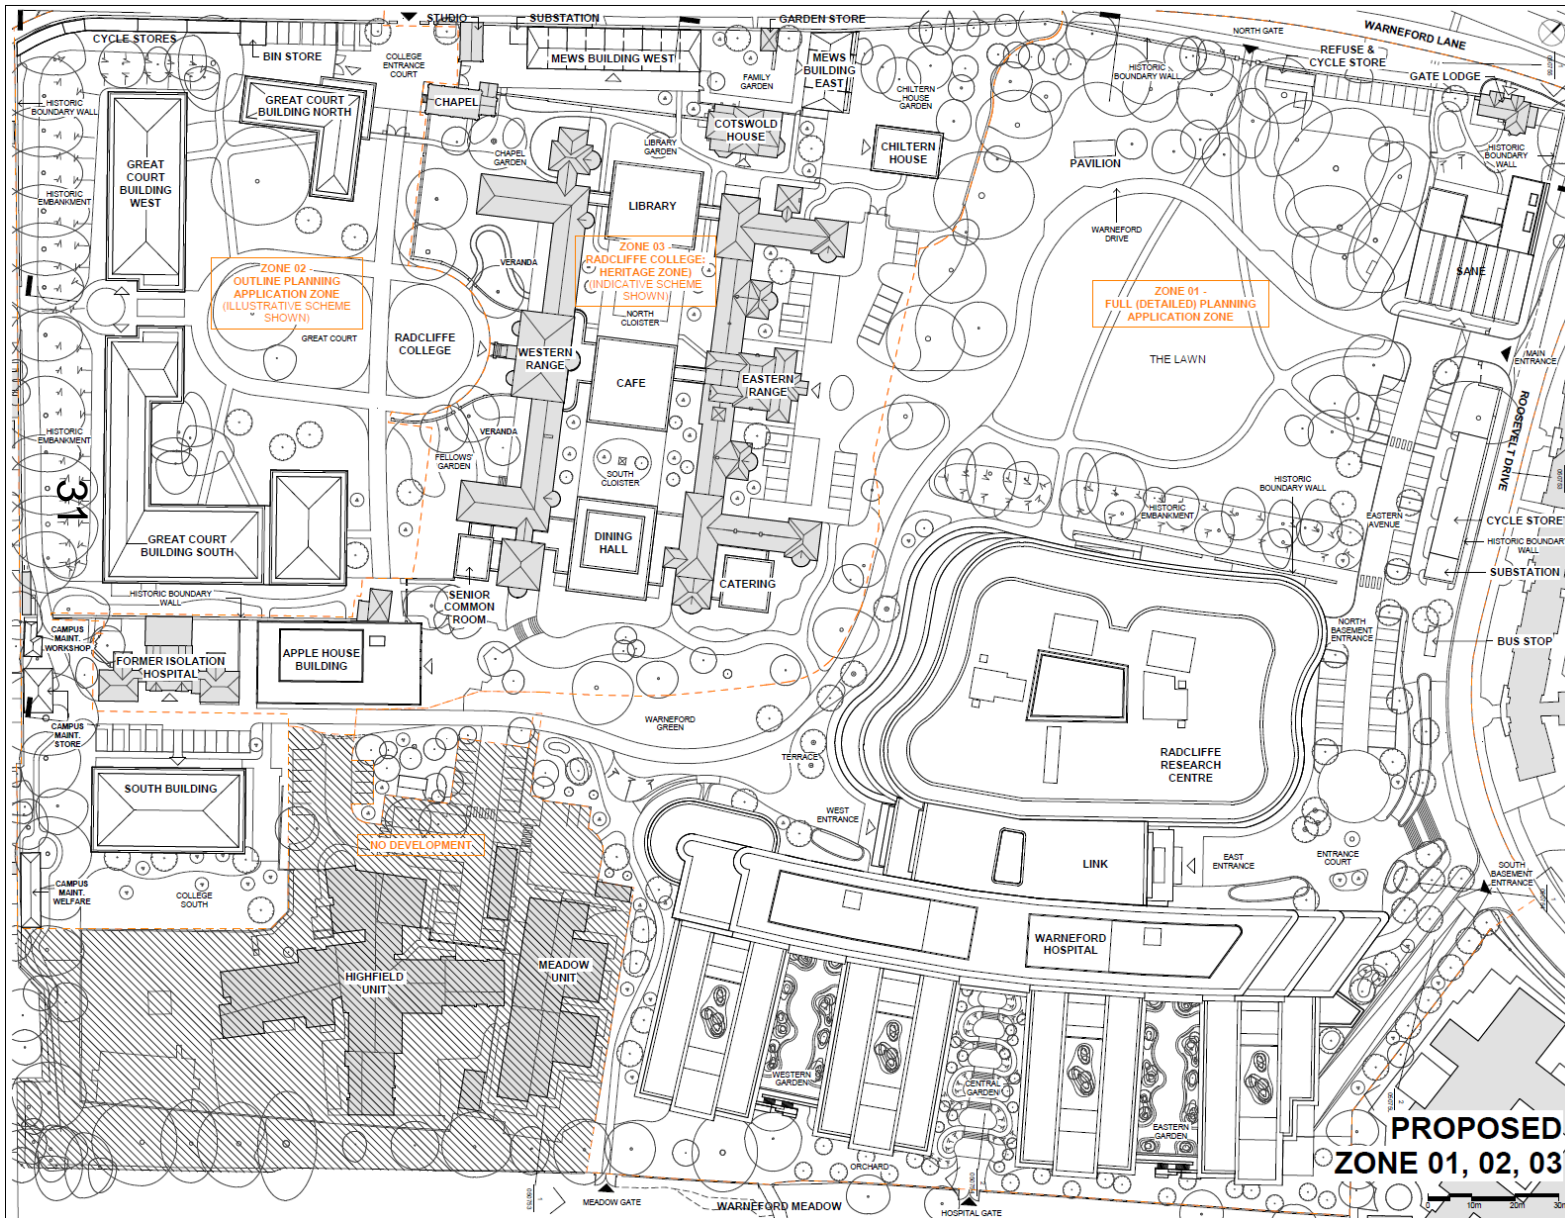 STUDIO
SUBSTATION
GARDEN STORE
WARNEFORD LANE
CYCLE STORES
BIN STORE
COLLEGE
ENTRANCE
COURT
MEWS BUILDING WEST
MEWS
BUILDING
EAST
NORTH GATE
REFUSE &
CYCLE STORE
GATE LODGE
HISTORIC
BOUNDARY WALL
HISTORIC
BOUNDARY WALL
FAMILY
GARDEN
CHILTERN
HOUSE
GARDEN
GREAT COURT
BUILDING NORTH
CHAPEL
COTSWOLD
HOUSE
CHILTERN
HOUSE
CHAPEL
GARDEN
LIBRARY
GARDEN
PAVILION
HISTORIC
BOUNDARY
WALL
GREAT
COURT
BUILDING
WEST
HISTORIC
EMBANKMENT
LIBRARY
WARNEFORD
DRIVE
ZONE 02
OUTLINE PLANNING
APPLICATION ZONE
(ILLUSTRATIVE SCHEME
SHOWN)
VERANDA
ZONE 03 -
RADCLIFFE COLLEGE:
HERITAGE ZONE)
(INDICATIVE SCHEME
SHOWN)
ZONE 01 -
FULL (DETAILED) PLANNING
APPLICATION ZONE
SANE
NORTH
CLOISTER
GREAT COURT
RADCLIFFE
COLLEGE
WESTERN
RANGE
CAFE
EASTERN
RANGE
THE LAWN
MAIN
ENTRANCE
ROOSEVELT DRIVE
HISTORIC
EMBANKMENT
VERANDA
FELLOWS'
GARDEN
SOUTH
CLOISTER
31
HISTORIC
BOUNDARY WALL
HISTORIC
EMBANKMENT
EASTERN
AVENUE
CYCLE STORE
HISTORIC BOUNDARY
WALL
SUBSTATION
GREAT COURT
BUILDING SOUTH
DINING
HALL
CATERING
SENIOR
COMMON
ROOM
HISTORIC BOUNDARY
WALL
CAMPUS
MAINT.
WORKSHOP
FORMER ISOLATION
HOSPITAL
APPLE HOUSE
BUILDING
NORTH
BASEMENT
ENTRANCE
BUS STOP
CAMPUS
MAINT.
STORE
WARNEFORD
GREEN
TERRACE
RADCLIFFE
RESEARCH
CENTRE
SOUTH BUILDING
WEST
ENTRANCE
NO DEVELOPMENT
LINK
EAST
ENTRANCE
ENTRANCE
COURT
SOUTH
BASEMENT
ENTRANCE
CAMPUS
MAINT.
WELFARE
COLLEGE
SOUTH
WARNEFORD
HOSPITAL
HIGHFIELD
UNIT
MEADOW
UNIT
WESTERN
GARDEN
CENTRAL
GARDEN
EASTERN
GARDEN
ORCHARD
PROPOSED
ZONE 01, 02, 03
0 10m 20m
MEADOW GATE
WARNEFORD MEADOW
HOSPITAL GATE